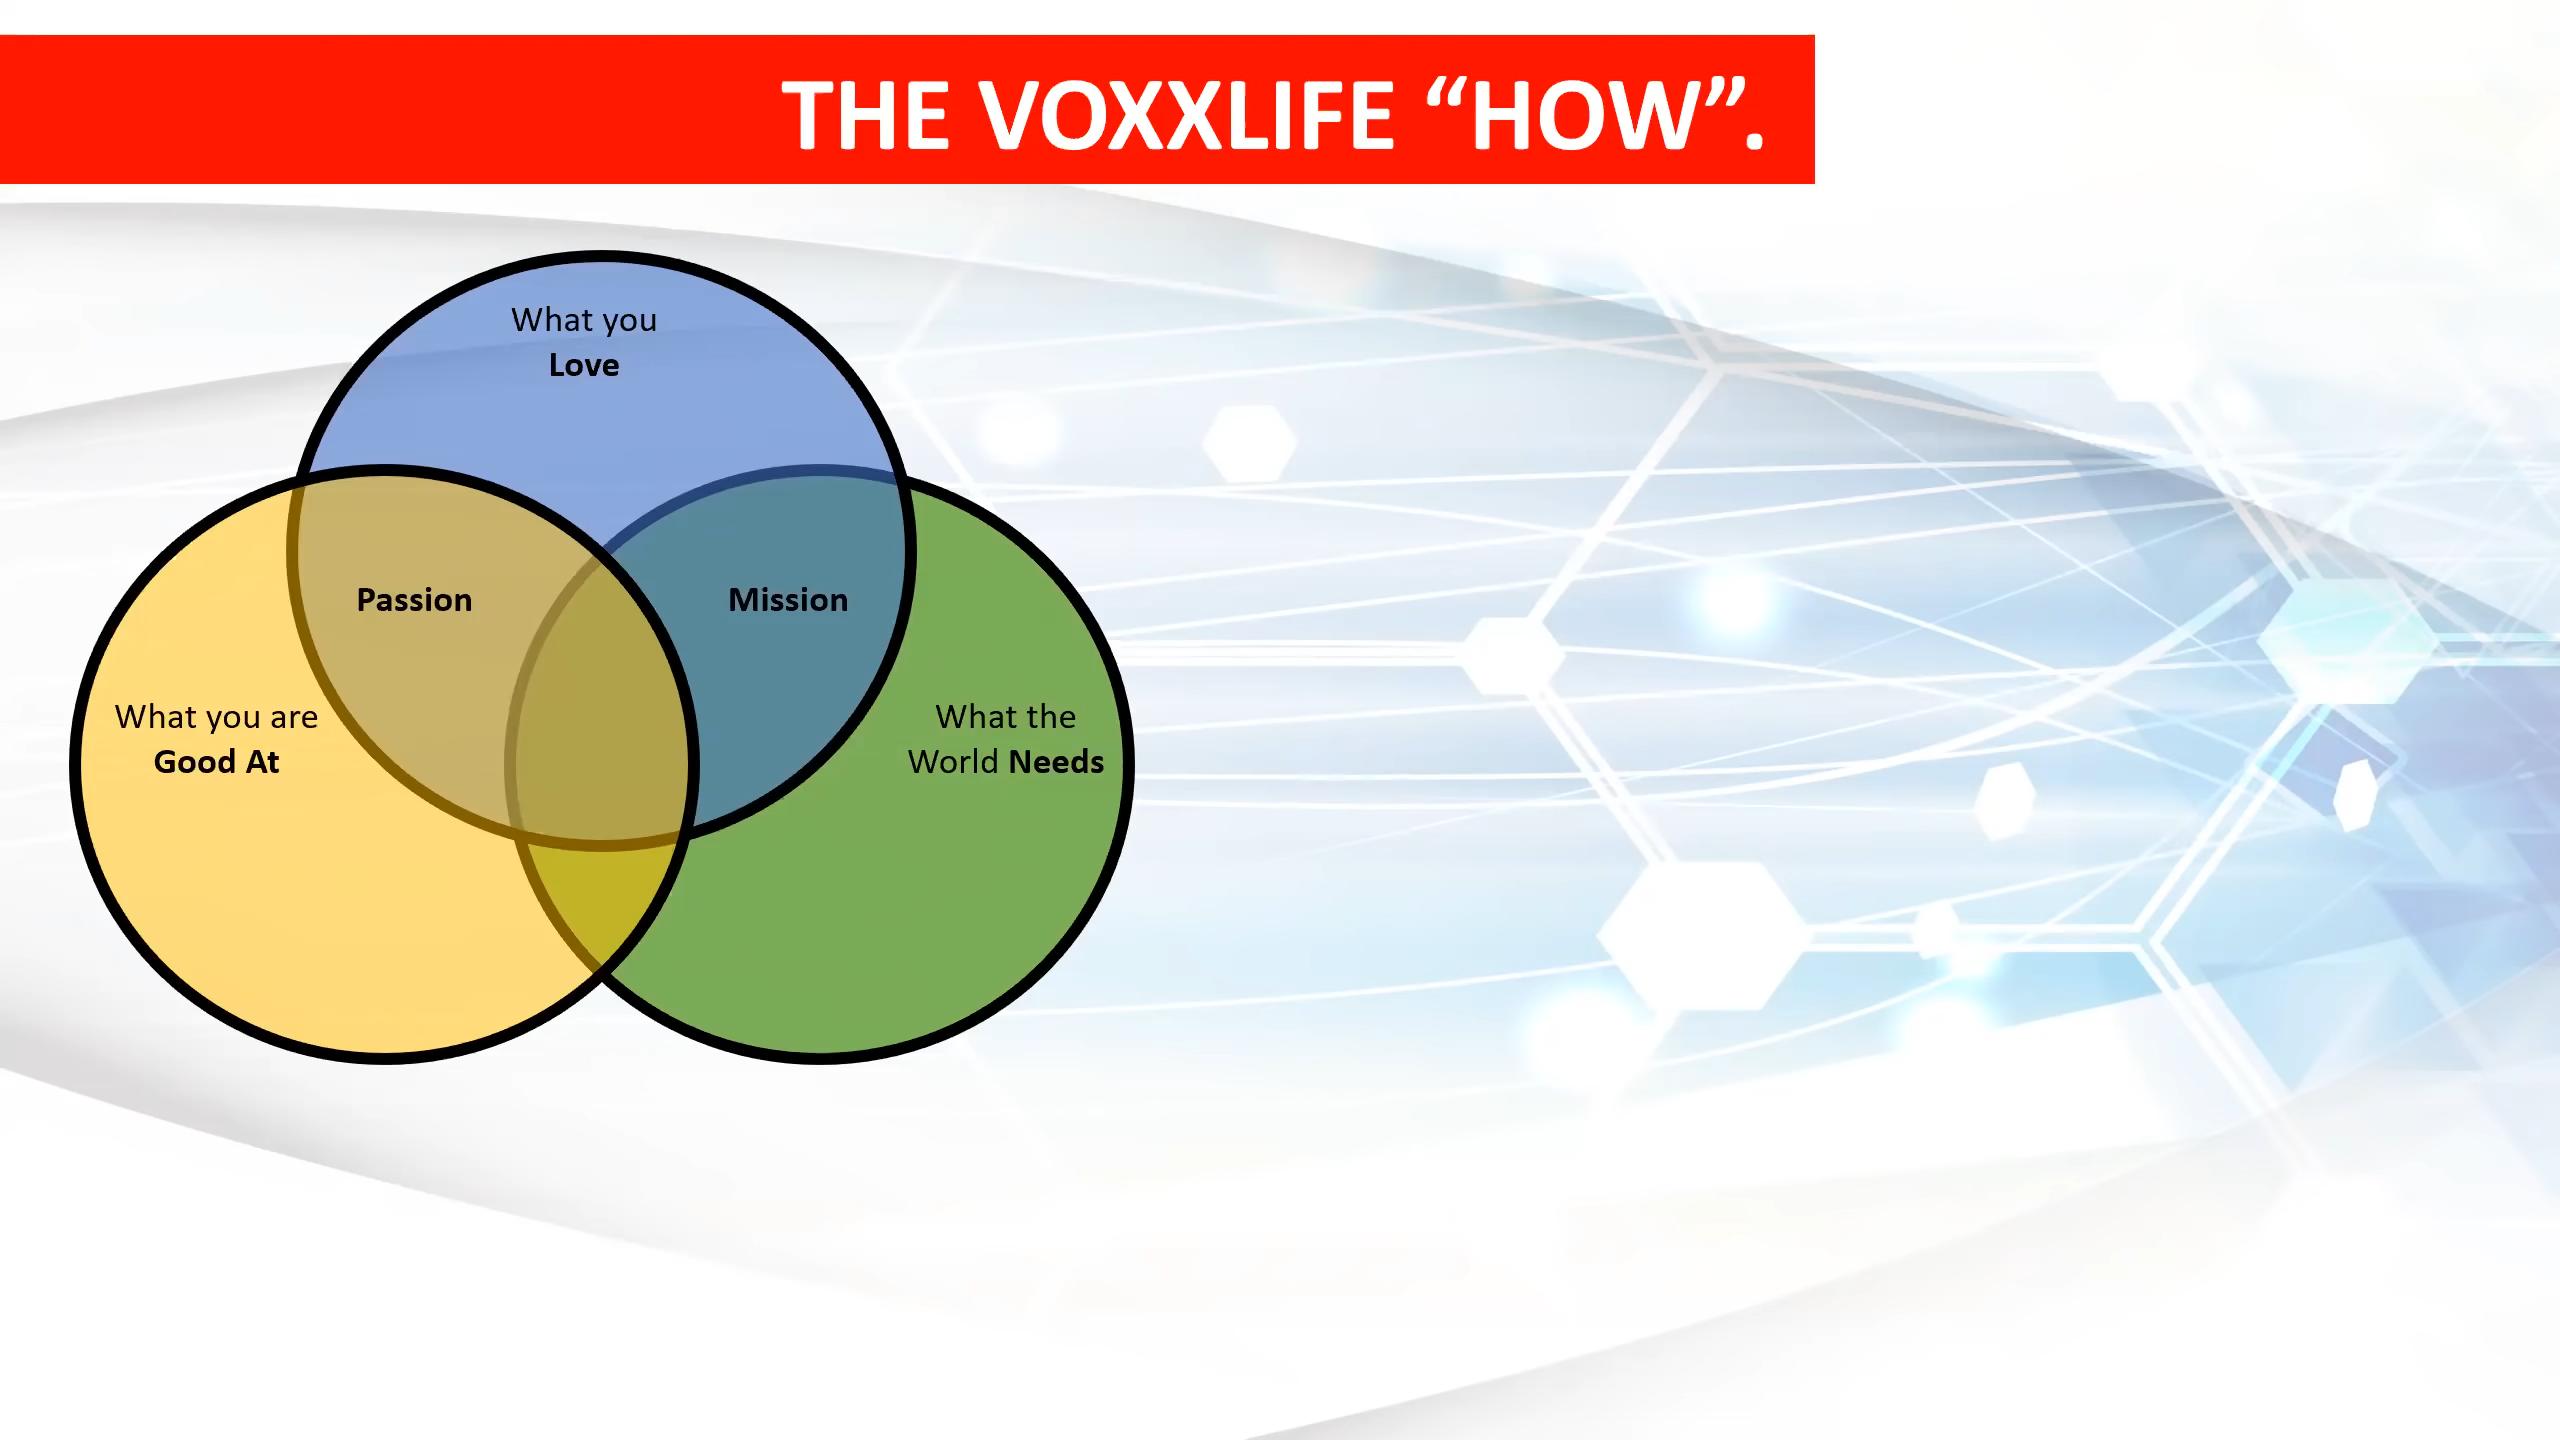 THE VOXXLIFE “HOW”.
What you
Love
Passion
Mission
What you are
Good At
What the
World Needs